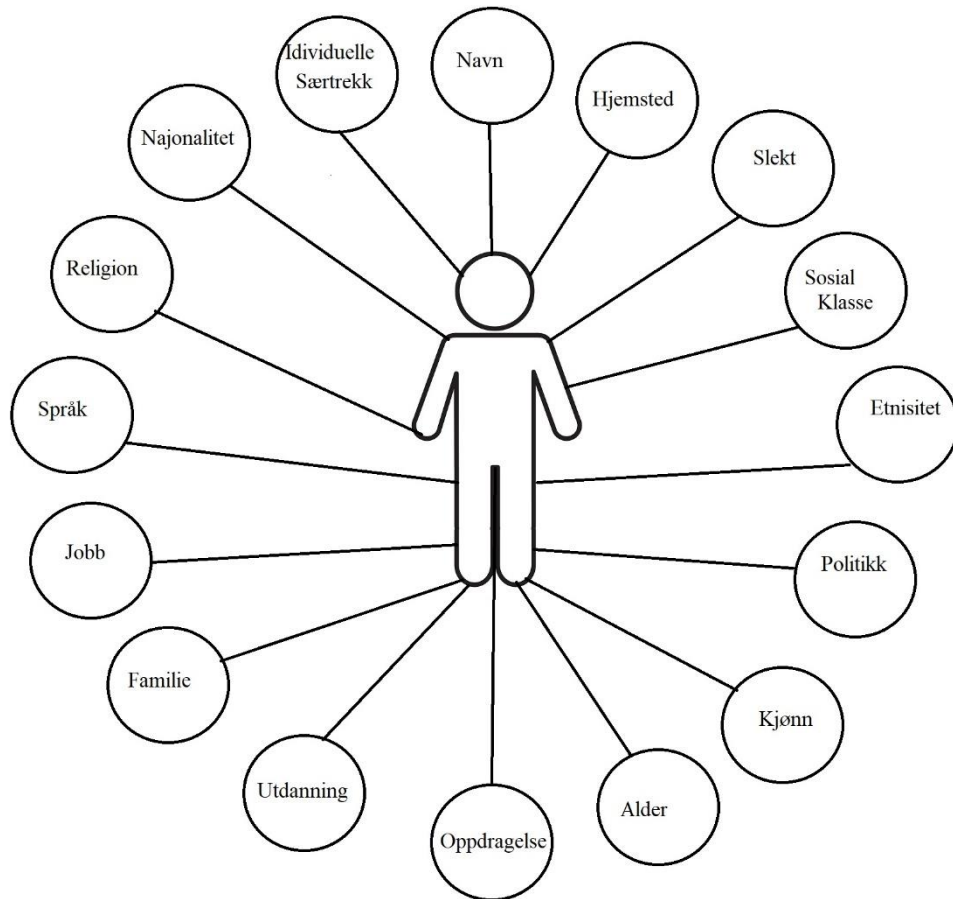 Idividuelle
Særtrekk
Navn
Hjemsted
Najonalitet
Slekt
Religion
Sosial
Klasse
Språk
Etnisitet
Jobb
Politikk
Familie
Kjønn
Utdanning
Alder
Oppdragelse